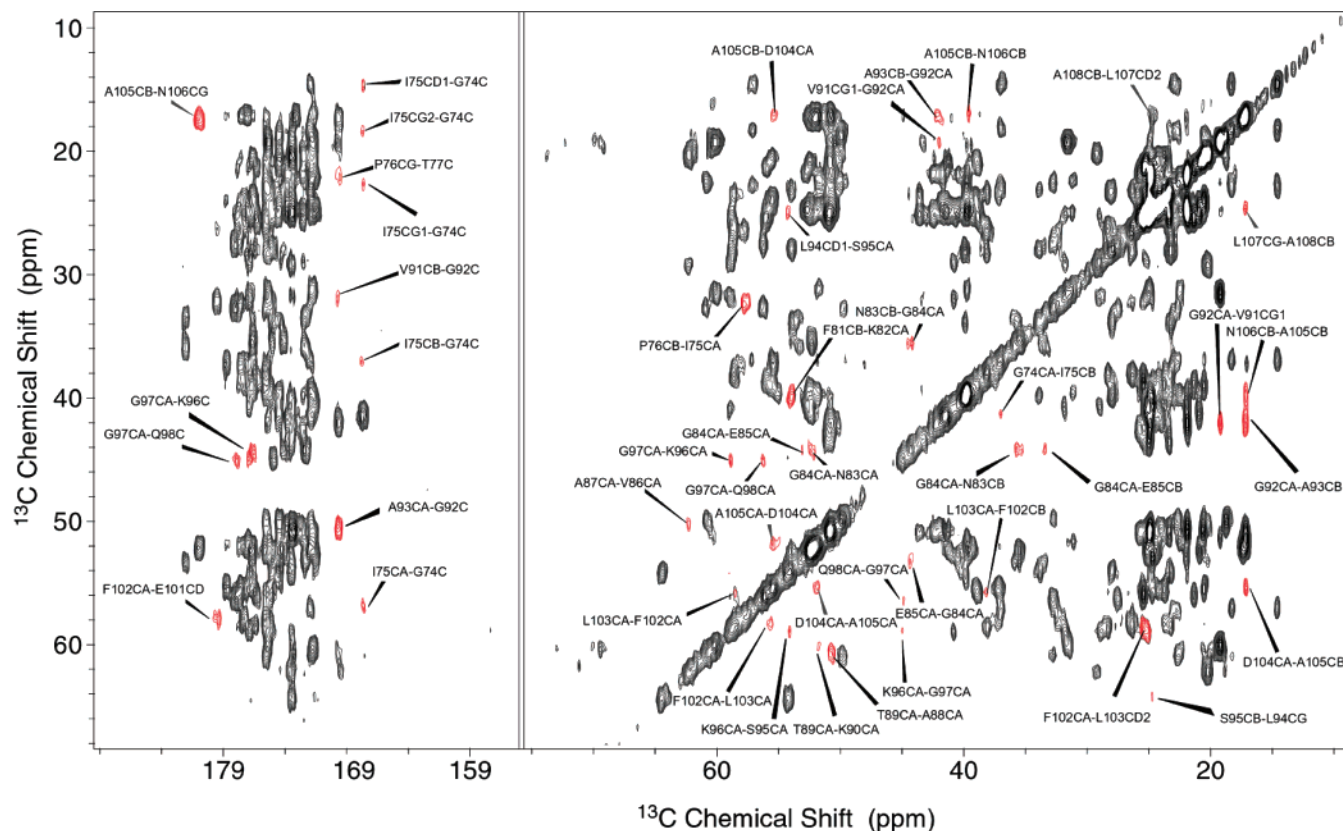 10
20
30
40
50
60
13C Chemical Shift (ppm)
A105CB-N106CG
I75CD1-G74C
I75CG2-G74C
P76CG-T77C
I75CG1-G74C
V91CB-G92C
I75CB-G74C
G97CA-K96C
G97CA-Q98C
A93CA-G92C
I75CA-G74C
F102CA-E101CD
A105CB-D104CA
A105CB-N106CB
A93CB-G92CA
V91CG1-G92CA
A108CB-L107CD2
L94CD1-S95CA
L107CG-A108CB
P76CB-I75CA
N83CB-G84CA
F81CB-K82CA
G92CA-V91CG1
N106CB-A105CB
G74CA-I75CB
G84CA-E85CA
G97CA-K96CA
G84CA-N83CA
G97CA-Q98CA
G84CA-N83CB
G84CA-E85CB
G92CA-A93CB
A87CA-V86CA
A105CA-D104CA
L103CA-F102CB
Q98CA-G97CA
E85CA-G84CA
L103CA-F102CA
D104CA-A105CA
D104CA-A105CB
F102CA-L103CA
K96CA-G97CA
T89CA-A88CA
K96CA-S95CA
T89CA-K90CA
F102CA-L103CD2
S95CB-L94CG
179
169
159
60
40
20
13C Chemical Shift (ppm)